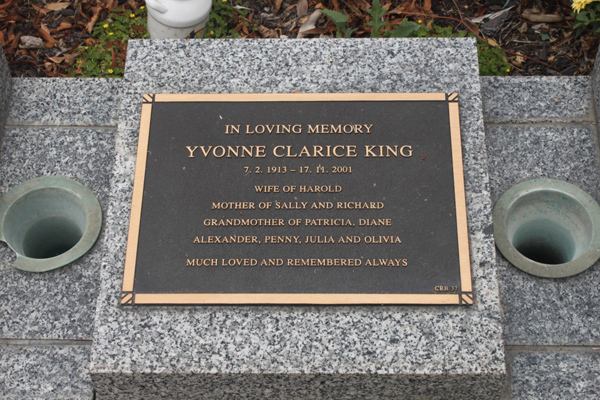 IN LOVING MEMORY
YVONNE CLARICE KING
7. 2. 1913 – 17. 11. 2001
WIFE OF HAROLD
MOTHER OF SALLY AND RICHARD
GRANDMOTHER OF PATRICIA, DIANE
ALEXANDER, PENNY, JULIA AND OLIVIA
MUCH LOVED AND REMEMBERED ALWAYS